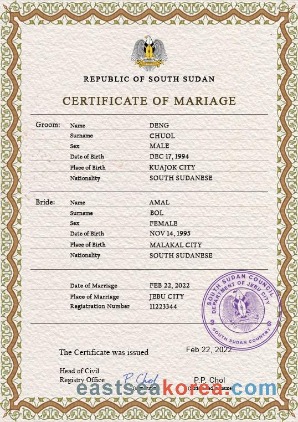 REPUBLIC OF SOUTH SUDAN
CERTIFICATE OF MARIAGE
Groom: Name DENG
Surname CHUOL
Sex MALE
Date of Birth DEC 17, 1994
Place of Birth KUAJOK CITY
Nationality SOUTH SUDANESE
Bride: Name AMAL
Surname BOL
Sex FEMALE
Date of Birth NOV 14, 1995
Place of Birth MALAKAL CITY
Nationality SOUTH SUDANESE
Date of Mariage FEB 22, 2022
Place of Mariage JEBU CITY
Registration Number 11223344
SOUTH SUDAN COUNCIL
DEPARTMENT OF JEBU CITY
SOUTH SUDAN COUNTRY
The Certificate was issued Feb 22, 2022
Head of Civil
Registry Office P. Chol P.P. Chol
eastseakorea.com